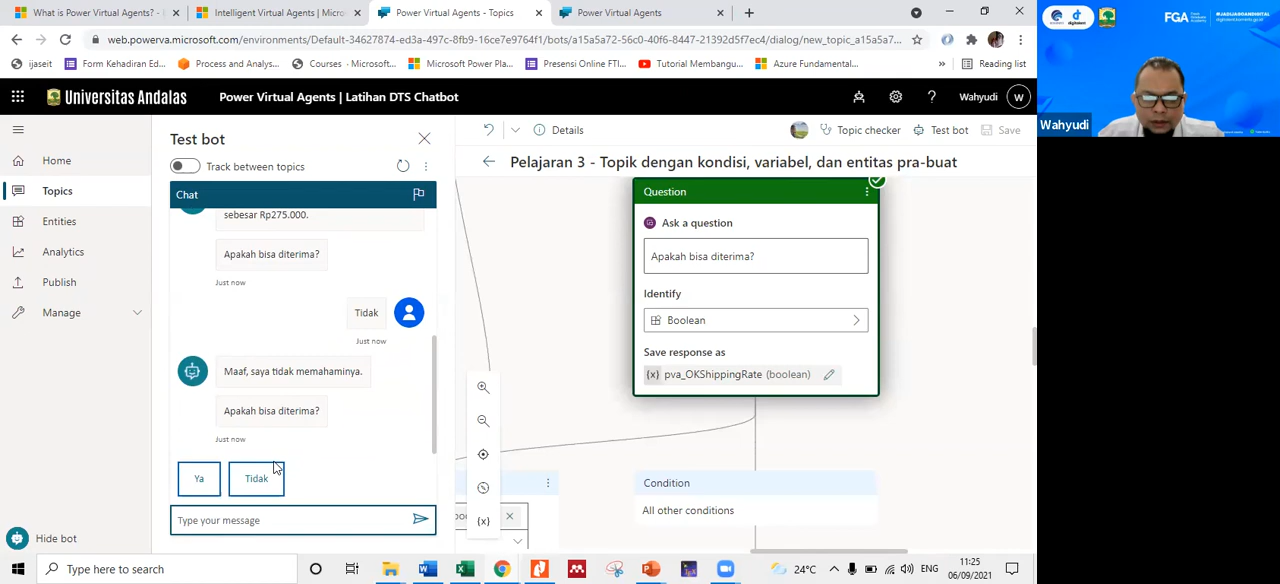 What is Power Virtual Agents? -
Intelligent Virtual Agents | Micro
Power Virtual Agents - Topics
Power Virtual Agents
web.powerva.microsoft.com/environments/Default-34627874-ed3a-497c-8fb9-16ce7e9764f1/bots/a15a5a72-56c0-40f6-8447-21392d5f7ec4/dialog/new_topic_a15a5a7...
ijaseit
Form Kehadiran Ed...
Process and Assess...
Courses · Microsoft...
Microsoft Power Pla...
Presensi Online FTI...
Tutorial Membangu...
Azure Fundamental...
»
Reading list
Universitas Andalas
Power Virtual Agents | Latihan DTS Chatbot
?
Wahyudi
W
Test bot
Details
Topic checker
Test bot
Save
Home
Topics
Entities
Analytics
Publish
Manage
Hide bot
Track between topics
Pelajaran 3 - Topik dengan kondisi, variabel, dan entitas pra-buat
Chat
sebesar Rp275.000.
Apakah bisa diterima?
Just now
Tidak
Just now
Maaf, saya tidak memahaminya.
Apakah bisa diterima?
Just now
Ya
Tidak
Type your message
Question
Ask a question
Apakah bisa diterima?
Identify
Boolean
Save response as
{x} pva_OKShippingRate (boolean)
Condition
All other conditions
{x}
Type here to search
24°C
ENG
11:25
06/09/2021
digitalent
FGA
Wahyudi